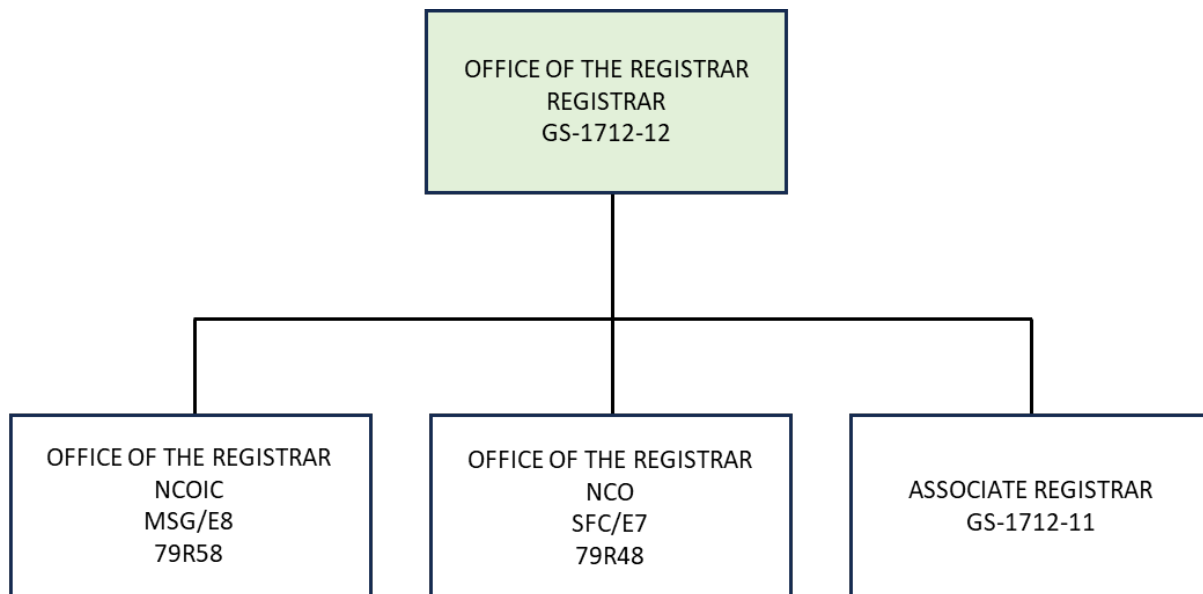 OFFICE OF THE REGISTRAR
REGISTRAR
GS-1712-12
OFFICE OF THE REGISTRAR
NCOIC
MSG/E8
79R58
OFFICE OF THE REGISTRAR
NCO
SFC/E7
79R48
ASSOCIATE REGISTRAR
GS-1712-11